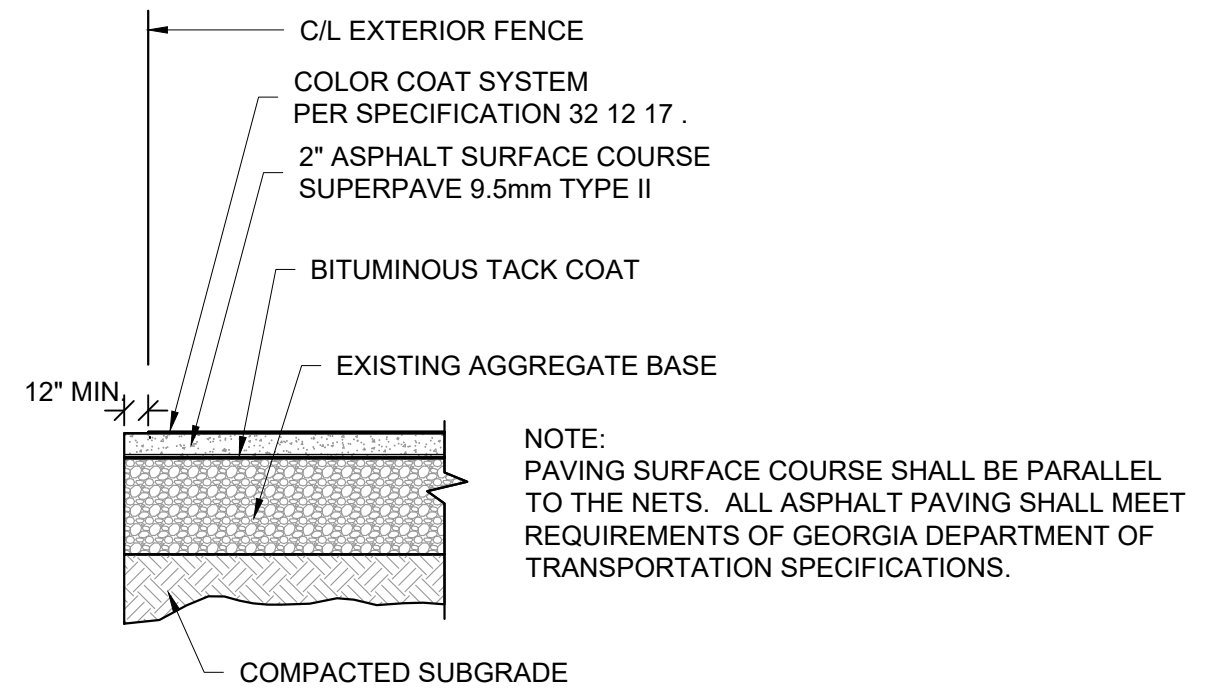 C/L EXTERIOR FENCE
COLOR COAT SYSTEM
PER SPECIFICATION 32 12 17 .
2" ASPHALT SURFACE COURSE
SUPERPAVE 9.5mm TYPE II
BITUMINOUS TACK COAT
EXISTING AGGREGATE BASE
12" MIN.
NOTE:
PAVING SURFACE COURSE SHALL BE PARALLEL
TO THE NETS. ALL ASPHALT PAVING SHALL MEET
REQUIREMENTS OF GEORGIA DEPARTMENT OF
TRANSPORTATION SPECIFICATIONS.
COMPACTED SUBGRADE